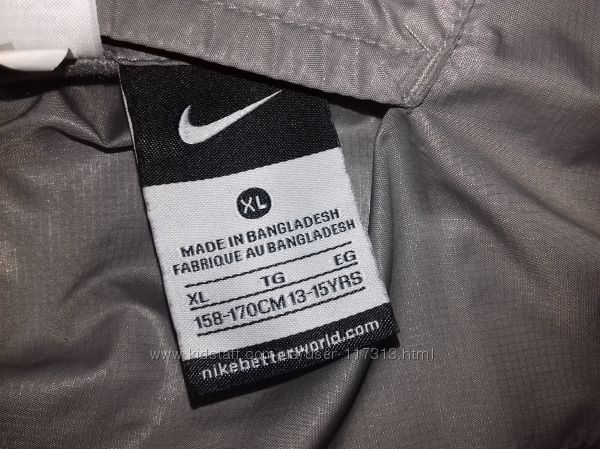 XL
MADE IN BANGLADESH
FABRIQUE AU BANGLADESH
XL TG EG
158-170CM 13-15YRS
nikebetterworld.com